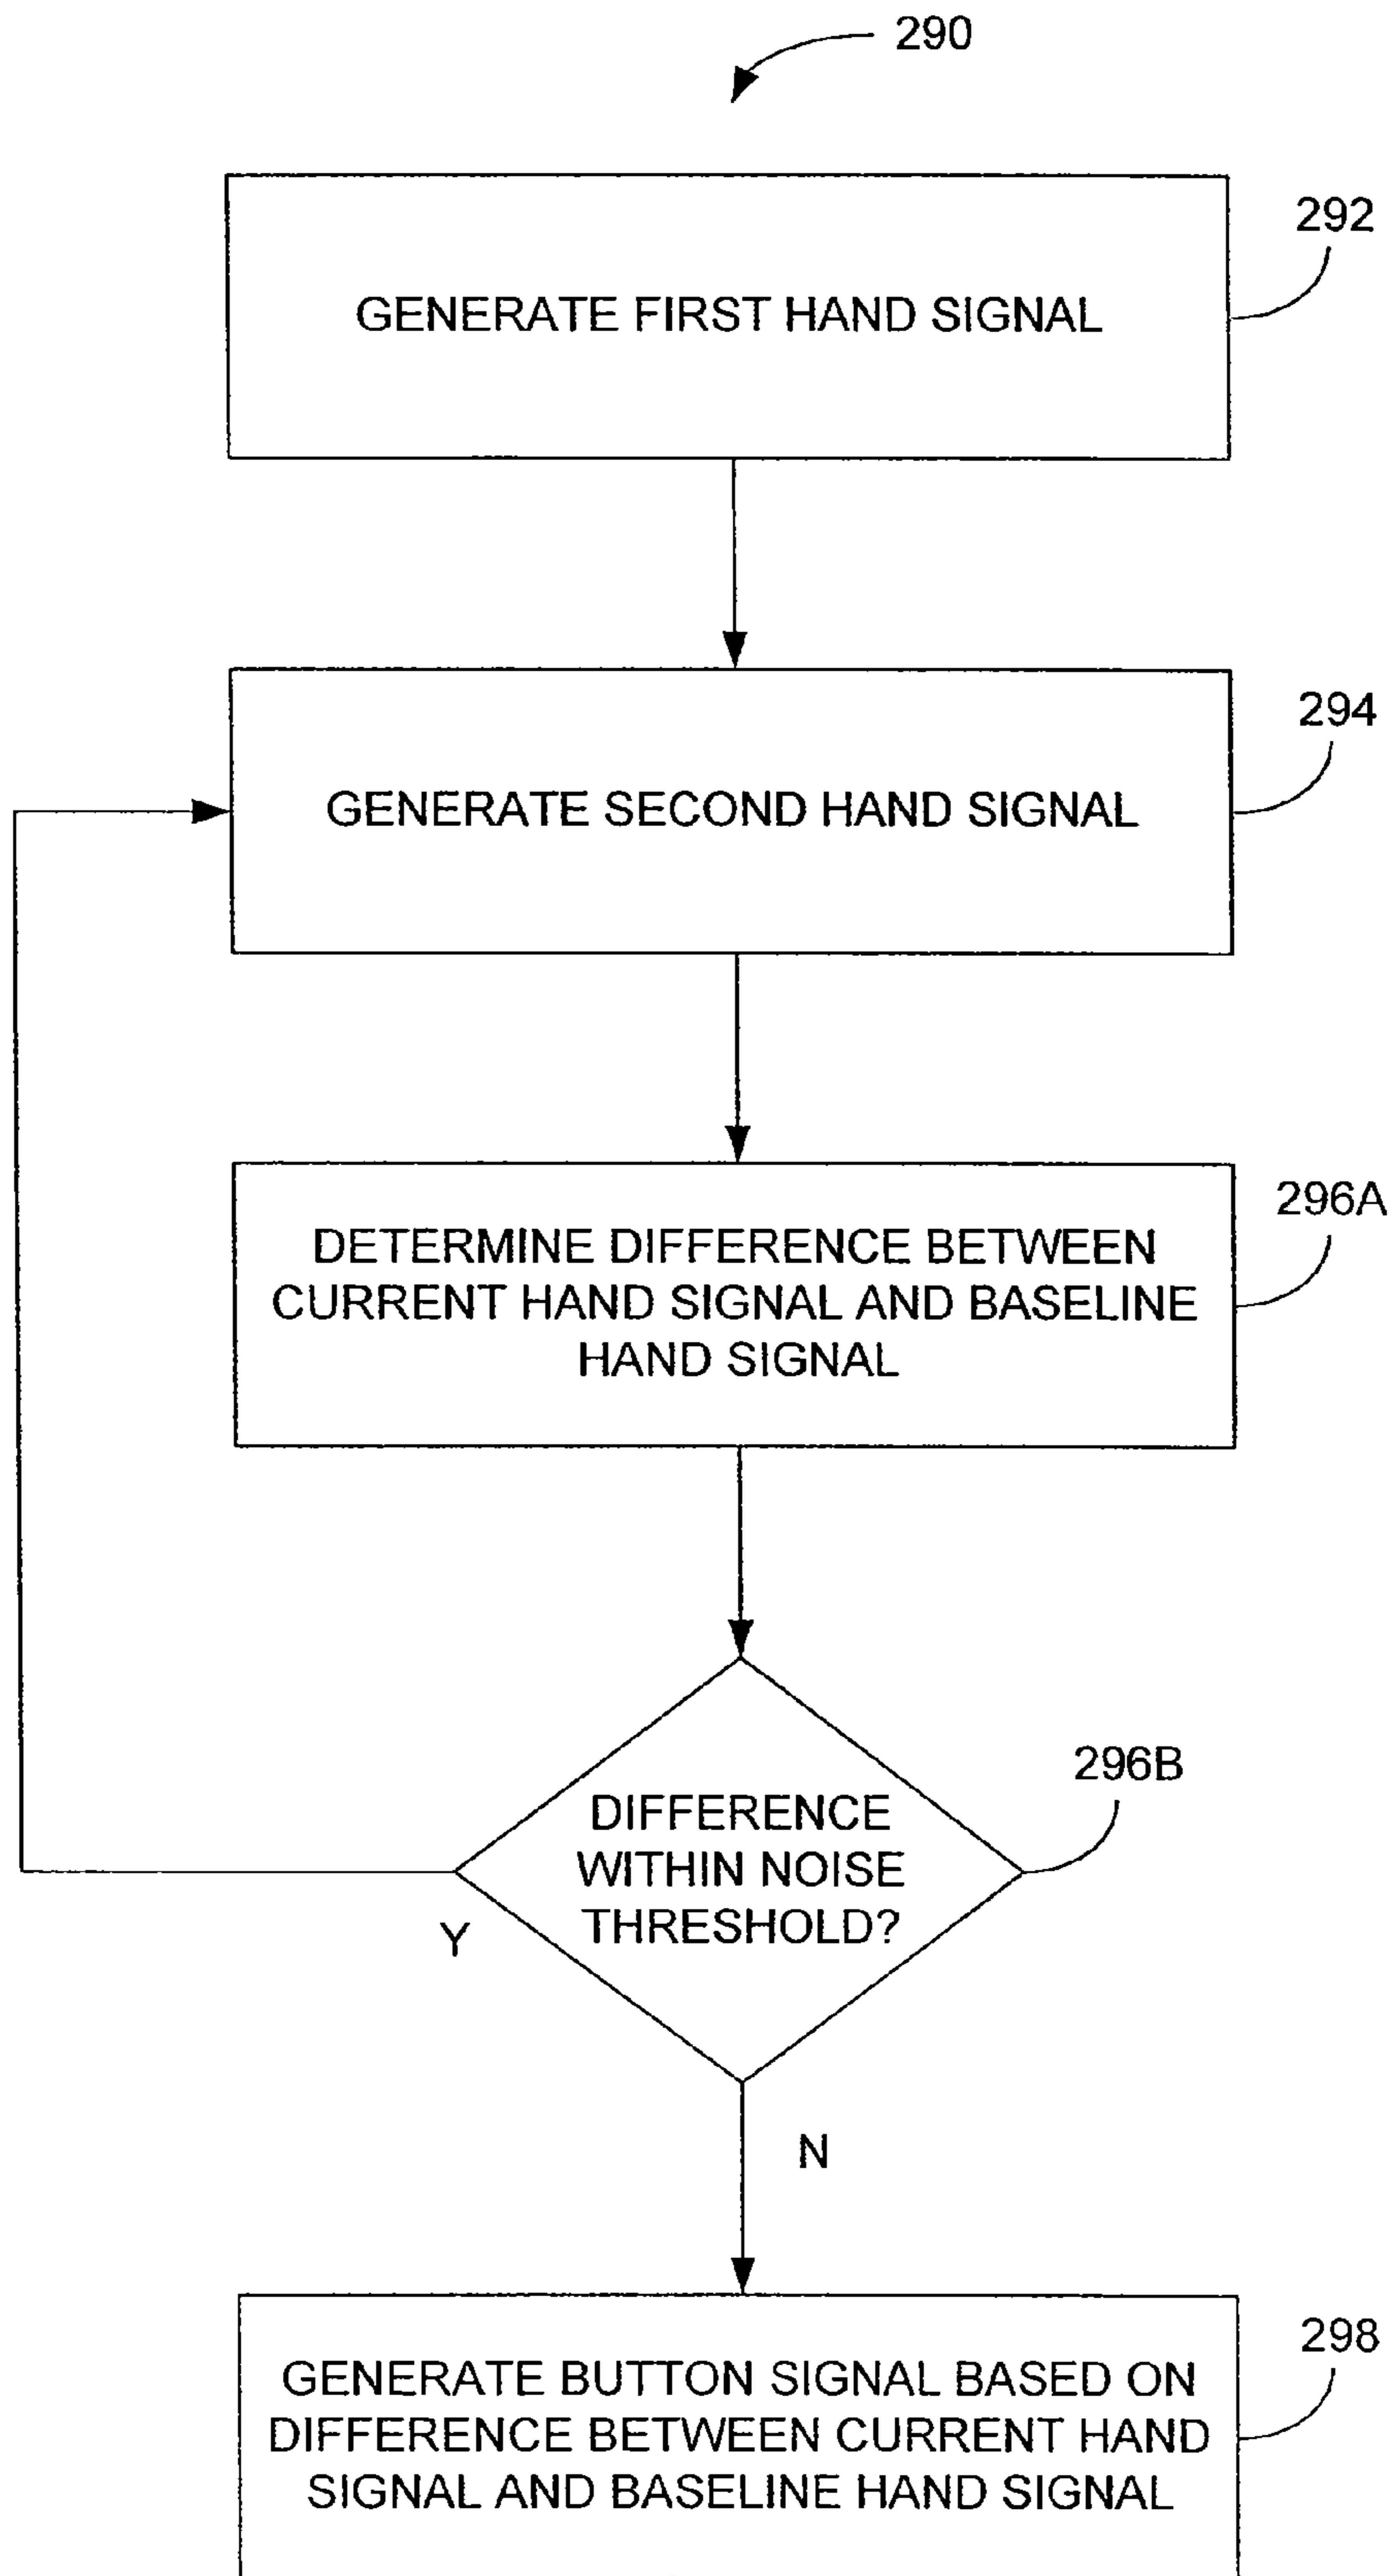 290
GENERATE FIRST HAND SIGNAL
292
GENERATE SECOND HAND SIGNAL
294
DETERMINE DIFFERENCE BETWEEN
CURRENT HAND SIGNAL AND BASELINE
HAND SIGNAL
296A
DIFFERENCE
WITHIN NOISE
THRESHOLD?
296B
Y
N
GENERATE BUTTON SIGNAL BASED ON
DIFFERENCE BETWEEN CURRENT HAND
SIGNAL AND BASELINE HAND SIGNAL
298